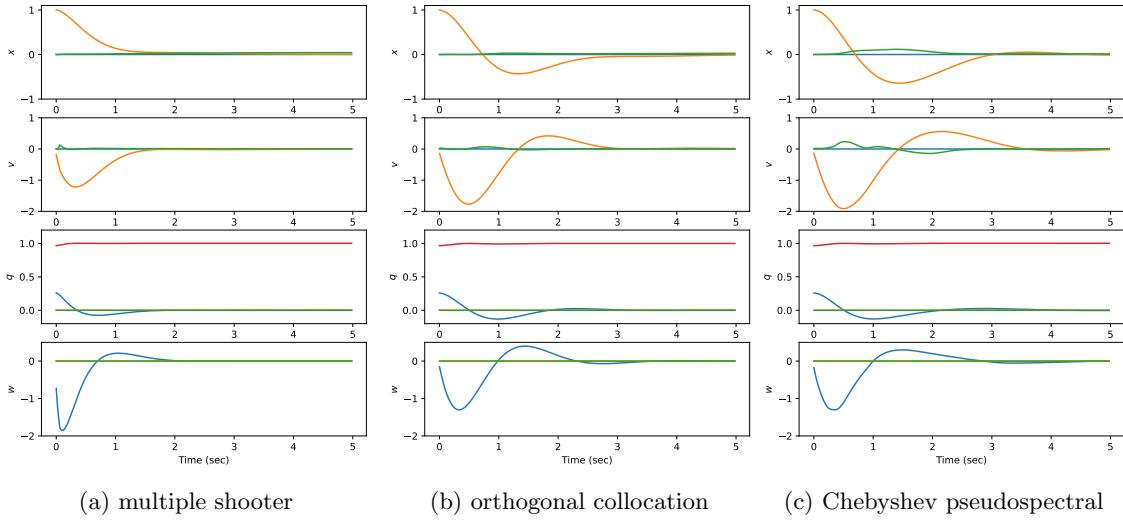 1
0
−1
x
0 1 2 3 4 5
1
0
−1
−2
v
0 1 2 3 4 5
1.0
0.5
0.0
q
0 1 2 3 4 5
0
−1
−2
w
0 1 2 3 4 5
Time (sec)
(a) multiple shooter
1
0
−1
x
0 1 2 3 4 5
1
0
−1
−2
v
0 1 2 3 4 5
1.0
0.5
0.0
q
0 1 2 3 4 5
0
−1
−2
w
0 1 2 3 4 5
Time (sec)
(b) orthogonal collocation
1
0
−1
x
0 1 2 3 4 5
1
0
−1
−2
v
0 1 2 3 4 5
1.0
0.5
0.0
q
0 1 2 3 4 5
0
−1
−2
w
0 1 2 3 4 5
Time (sec)
(c) Chebyshev pseudospectral